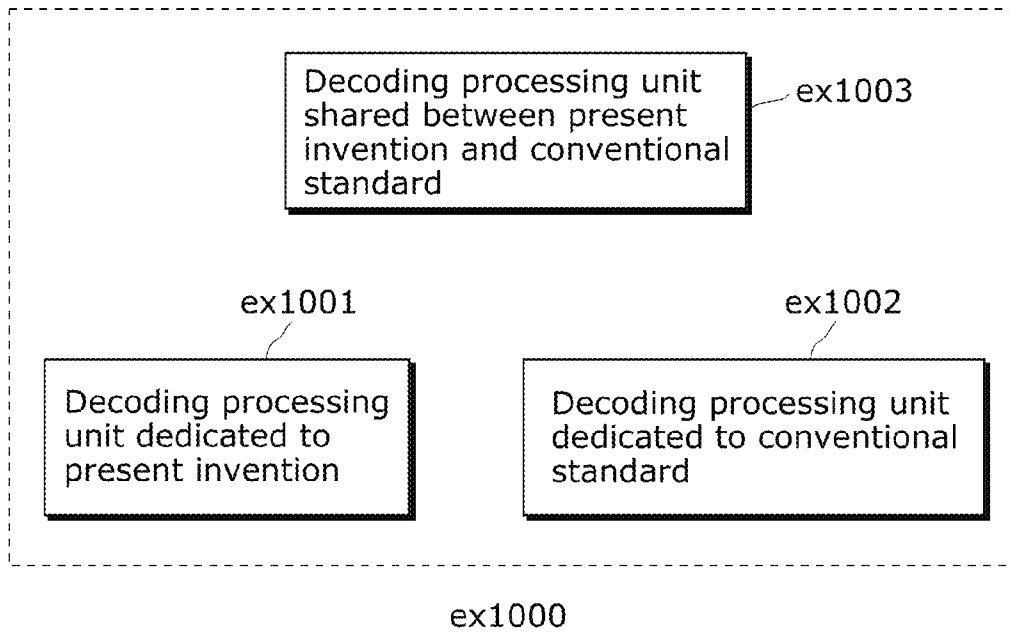 Decoding processing unit
shared between present
invention and conventional
standard
ex1003
ex1001
ex1002
Decoding processing
unit dedicated to
present invention
Decoding processing unit
dedicated to conventional
standard
ex1000